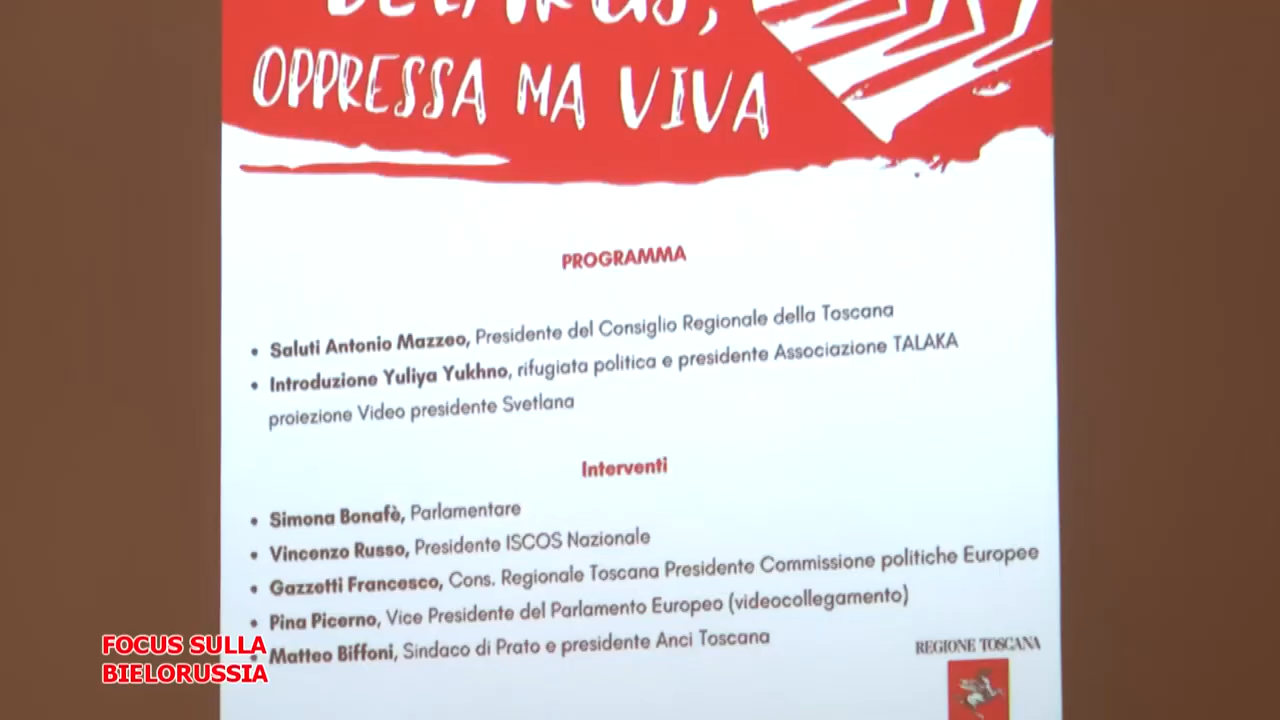 BELARUS,
OPPRESSA MA VIVA
PROGRAMMA
• Saluti Antonio Mazzeo, Presidente del Consiglio Regionale della Toscana
• Introduzione Yuliya Yukhno, rifugiata politica e presidente Associazione TALAKA
proiezione Video presidente Svetlana
Interventi
• Simona Bonafè, Parlamentare
• Vincenzo Russo, Presidente ISCOS Nazionale
• Gazzetti Francesco, Cons. Regionale Toscana Presidente Commissione politiche Europee
• Pina Picerno, Vice Presidente del Parlamento Europeo (videocollegamento)
• Matteo Biffoni, Sindaco di Prato e presidente Anci Toscana
REGIONE TOSCANA
FOCUS SULLA
BIELORUSSIA